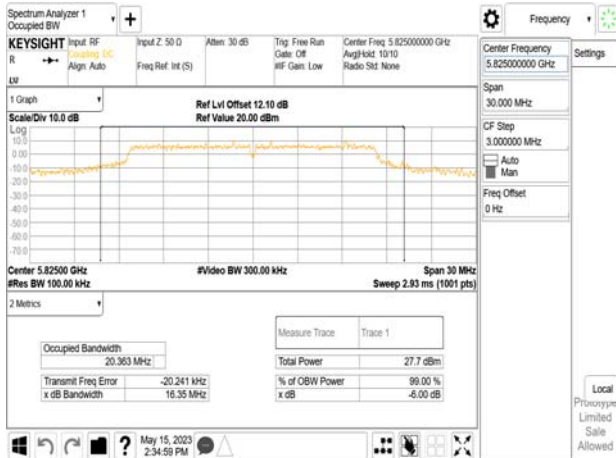 Spectrum Analyzer 1
Occupied BW
Frequency
KEYSIGHT
Input: RF
Coupling: DC
Align: Auto
Input Z: 50 Ω
Freq Ref: Int (S)
Atten: 30 dB
Trig: Free Run
Gate: Off
#IF Gain: Low
Center Freq: 5.825000000 GHz
Avg|Hold: 10/10
Radio Std: None
R
LXI
Center Frequency
5.825000000 GHz
Settings
Span
30.000 MHz
CF Step
3.000000 MHz
Auto
Man
Freq Offset
0 Hz
1 Graph
Scale/Div 10.0 dB
Ref Lvl Offset 12.10 dB
Ref Value 20.00 dBm
Log
10.0
0.00
-10.0
-20.0
-30.0
-40.0
-50.0
-60.0
-70.0
Center 5.82500 GHz
#Video BW 300.00 kHz
Span 30 MHz
#Res BW 100.00 kHz
Sweep 2.93 ms (1001 pts)
2 Metrics
Measure Trace
Trace 1
Occupied Bandwidth
20.363 MHz
Total Power
27.7 dBm
Transmit Freq Error
-20.241 kHz
% of OBW Power
99.00 %
x dB Bandwidth
16.35 MHz
x dB
-6.00 dB
Local
Prototype
Limited
Sale
Allowed
May 15, 2023
2:34:59 PM